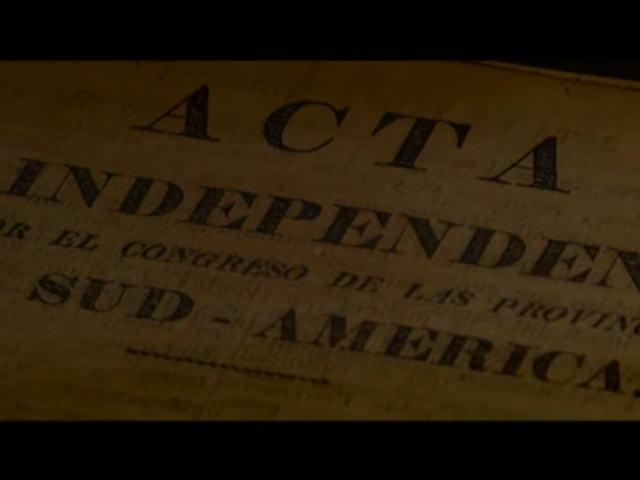 ACTA
INDEPENDEN
OR EL CONGRESO DE LAS PROVINC
SUD-AMERICA.